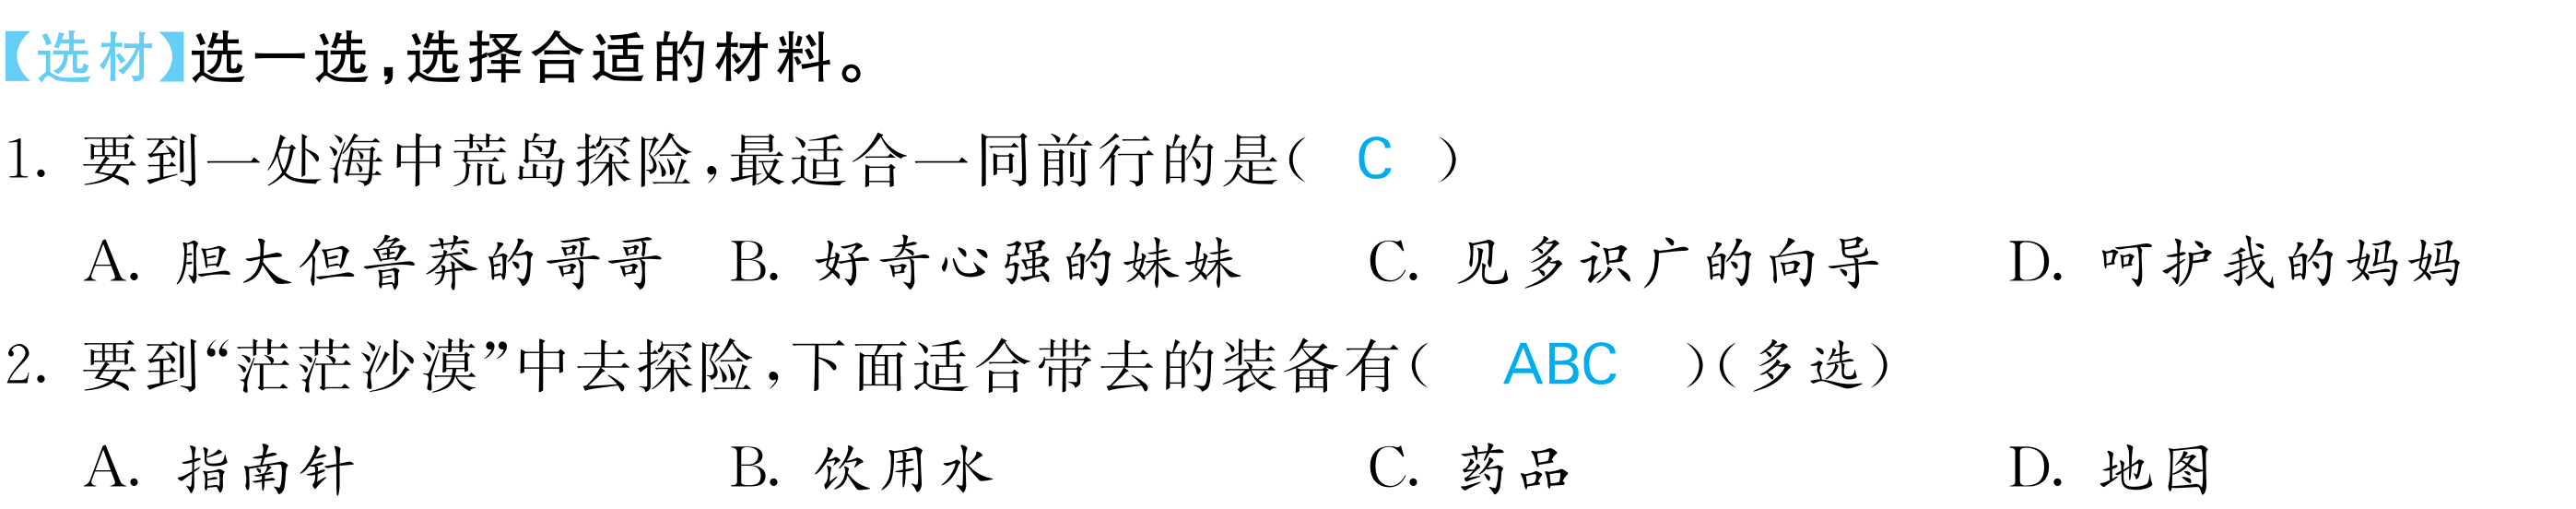 【选材】选一选,选择合适的材料。
1. 要到一处海中荒岛探险,最适合一同前行的是( C )
A. 胆大但鲁莽的哥哥 B. 好奇心强的妹妹 C. 见多识广的向导 D. 呵护我的妈妈
2. 要到“茫茫沙漠”中去探险,下面适合带去的装备有( ABC )(多选)
A. 指南针 B. 饮用水 C. 药品 D. 地图